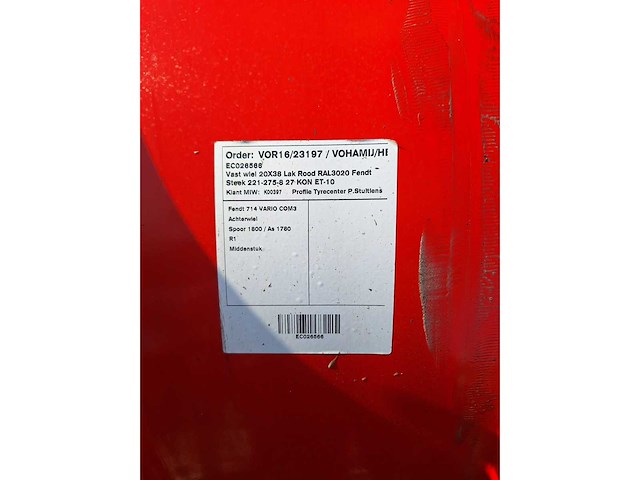 Order: VOR16/23197 / VOHAMIJ/HI
EC026566
Vast wiel 20X38 Lak Rood RAL3020 Fendt
Steek 221-275-8 27 KON ET-10
Klant MIW: K00397 Profile Tyrecenter P.Stultiens
Fendt 714 VARIO COM3
Achterwiel
Spoor 1800 / As 1780
R1
Middenstuk
EC026566